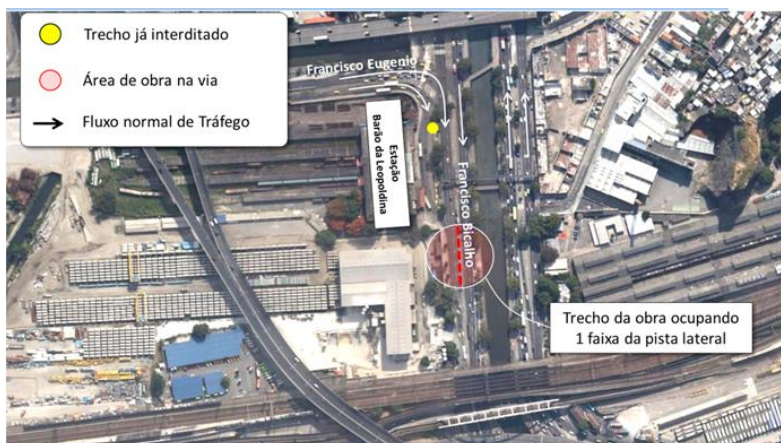 Trecho já interditado
Área de obra na via
Fluxo normal de Tráfego
Francisco Eugenio
Estação
Barão da Leopoldina
Francisco Bicalho
Trecho da obra ocupando
1 faixa da pista lateral